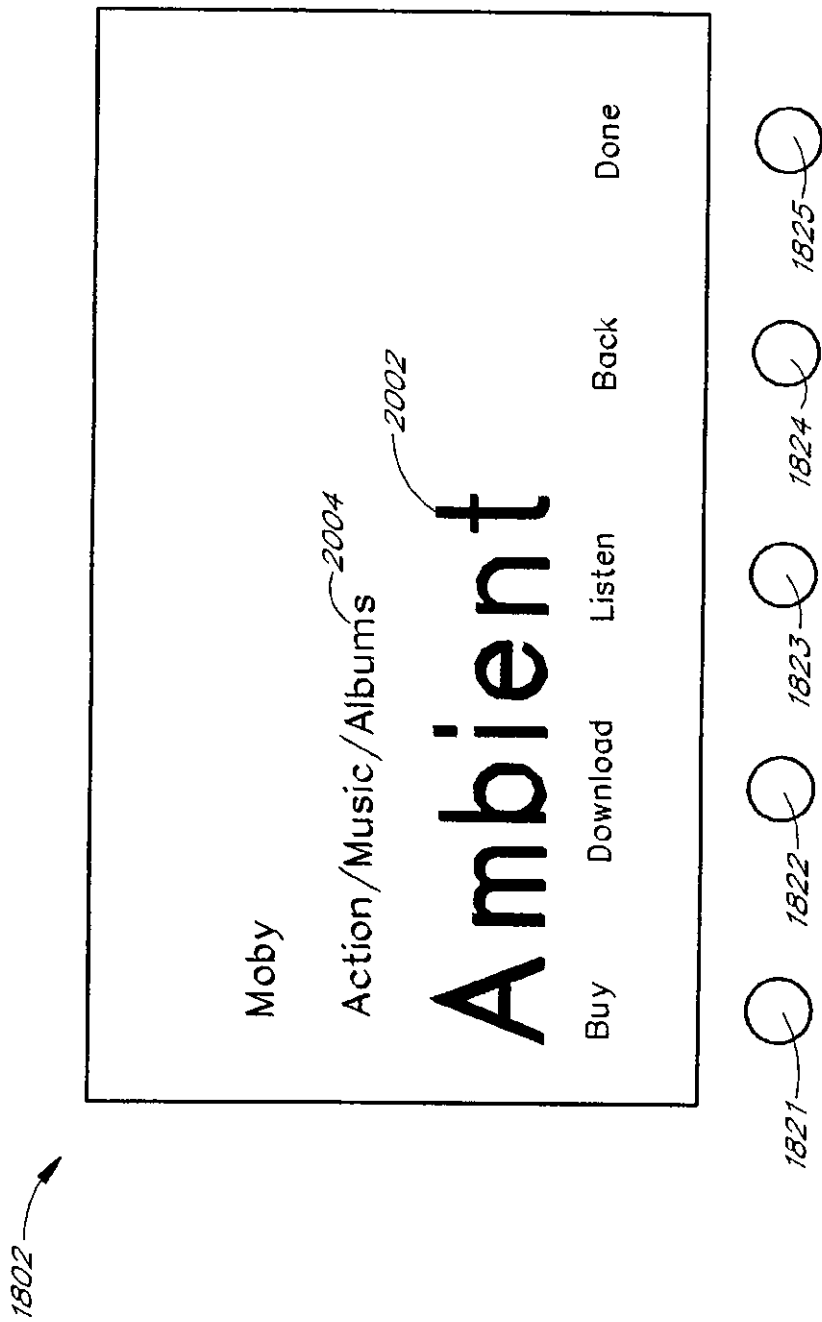 1802
Moby
Action/Music/Albums 2004
Ambient 2002
Buy Download Listen Back Done
1821 1822 1823 1824 1825